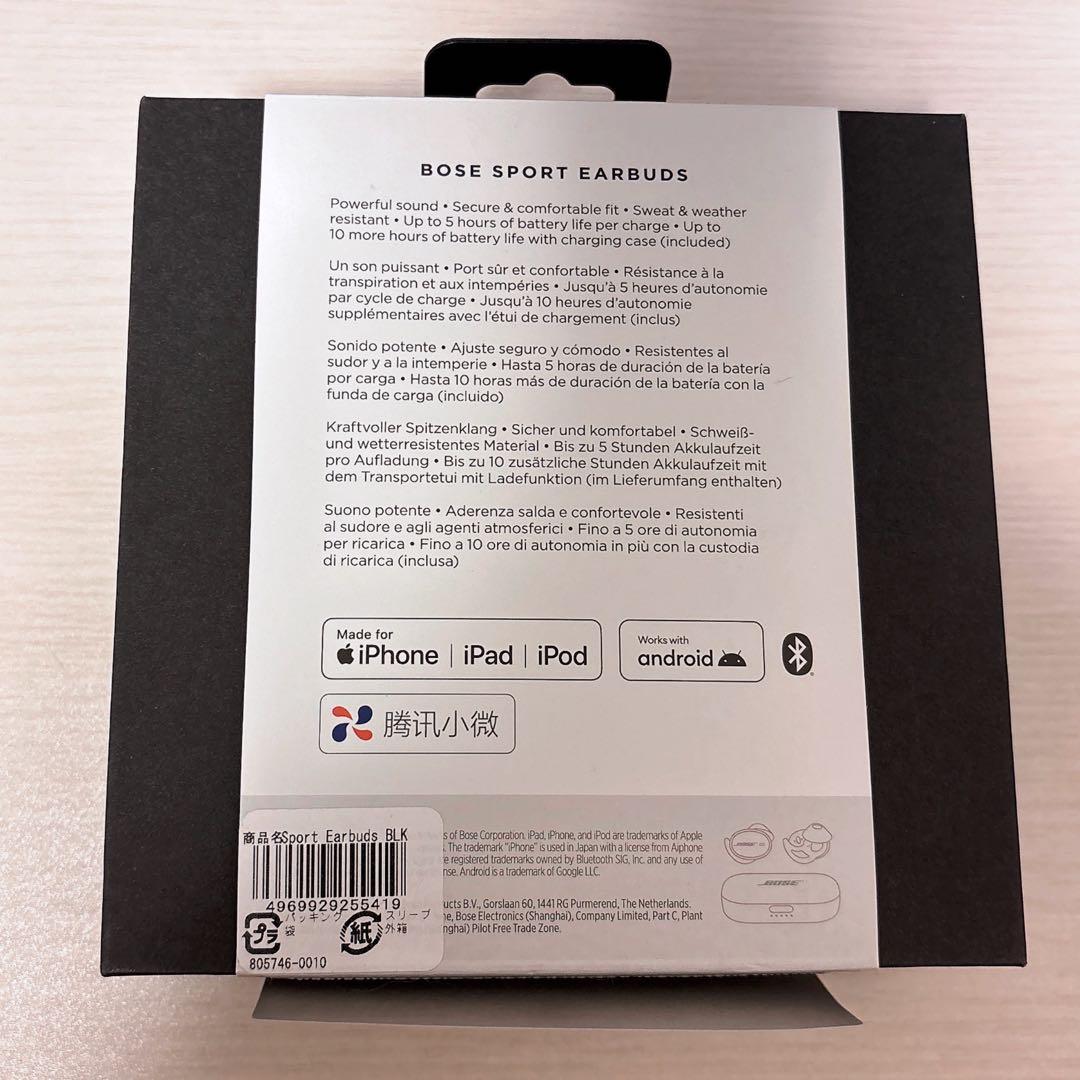 BOSE SPORT EARBUDS
Powerful sound • Secure & comfortable fit • Sweat & weather
resistant • Up to 5 hours of battery life per charge • Up to
10 more hours of battery life with charging case (included)
Un son puissant • Port sûr et confortable • Résistance à la
transpiration et aux intempéries • Jusqu'à 5 heures d'autonomie
par cycle de charge • Jusqu'à 10 heures d'autonomie
supplémentaires avec l'étui de chargement (inclus)
Sonido potente • Ajuste seguro y cómodo • Resistentes al
sudor y a la intemperie • Hasta 5 horas de duración de la batería
por carga • Hasta 10 horas más de duración de la batería con la
funda de carga (incluido)
Kraftvoller Spitzenklang • Sicher und komfortabel • Schweiß-
und wetterresistentes Material • Bis zu 5 Stunden Akkulaufzeit
pro Aufladung • Bis zu 10 zusätzliche Stunden Akkulaufzeit mit
dem Transportetui mit Ladefunktion (im Lieferumfang enthalten)
Suono potente • Aderenza salda e confortevole • Resistenti
al sudore e agli agenti atmosferici • Fino a 5 ore di autonomia
per ricarica • Fino a 10 ore di autonomia in più con la custodia
di ricarica (inclusa)
Made for
iPhone | iPad | iPod
Works with
android
腾讯小微
商品名Sport Earbuds BLK
4969929255419
プラ
パッキング
袋
紙
スリーブ
外箱
805746-0010
s of Bose Corporation. iPad, iPhone, and iPod are trademarks of Apple
. The trademark "iPhone" is used in Japan with a license from Aiphone
e registered trademarks owned by Bluetooth SIG, Inc. and any use of
nse. Android is a trademark of Google LLC.
ucts B.V., Gorslaan 60, 1441 RG Purmerend, The Netherlands.
ne, Bose Electronics (Shanghai), Company Limited, Part C, Plant
nghai) Pilot Free Trade Zone.
BOSE
BOSE